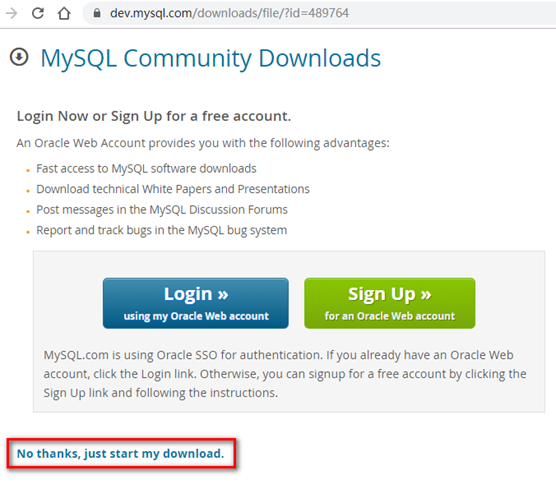 dev.mysql.com/downloads/file/?id=489764
MySQL Community Downloads
Login Now or Sign Up for a free account.
An Oracle Web Account provides you with the following advantages:
Fast access to MySQL software downloads
Download technical White Papers and Presentations
Post messages in the MySQL Discussion Forums
Report and track bugs in the MySQL bug system
Login »
using my Oracle Web account
Sign Up »
for an Oracle Web account
MySQL.com is using Oracle SSO for authentication. If you already have an Oracle Web
account, click the Login link. Otherwise, you can signup for a free account by clicking the
Sign Up link and following the instructions.
No thanks, just start my download.